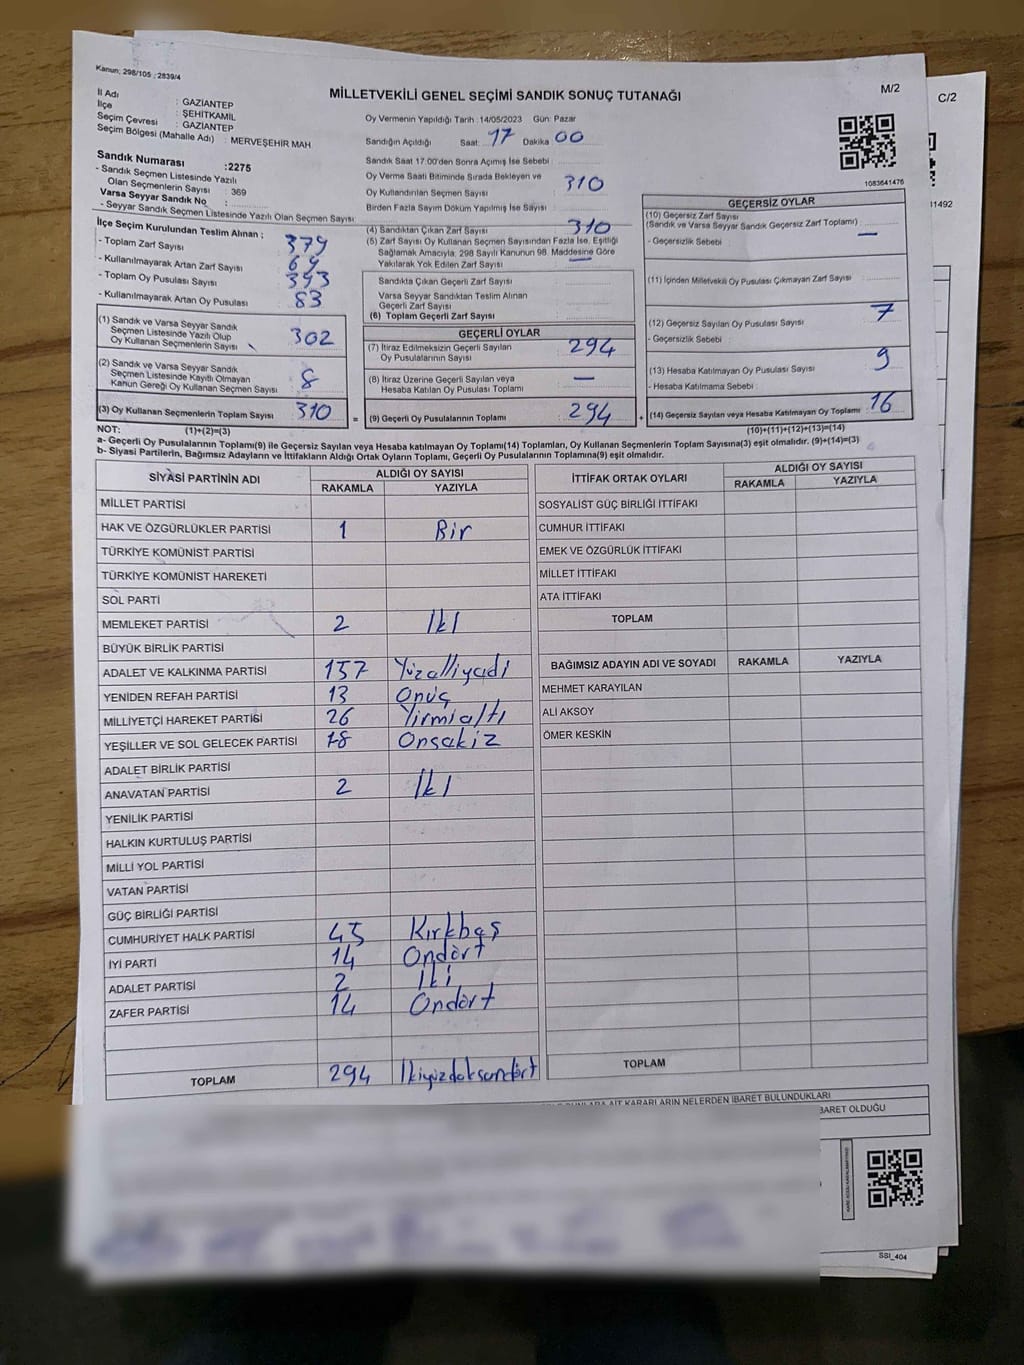 Kanun; 298/105 ; 2839/4
MİLLETVEKİLİ GENEL SEÇİMİ SANDIK SONUÇ TUTANAĞI
M/2
C/2
İl Adı : GAZİANTEP
İlçe : ŞEHİTKAMİL
Seçim Çevresi : GAZİANTEP
Seçim Bölgesi (Mahalle Adı) : MERVEŞEHİR MAH
Sandık Numarası :2275
- Sandık Seçmen Listesinde Yazılı
Olan Seçmenlerin Sayısı : 369
Varsa Seyyar Sandık No :
- Seyyar Sandık Seçmen Listesinde Yazılı Olan Seçmen Sayısı:
Oy Vermenin Yapıldığı Tarih :14/05/2023 Gün: Pazar
Sandığın Açıldığı Saat: 17 Dakika 00
Sandık Saat 17.00'den Sonra Açımış İse Sebebi
Oy Verme Saati Bitiminde Sırada Bekleyen ve
Oy Kullandırılan Seçmen Sayısı 310
Birden Fazla Sayım Döküm Yapılmış İse Sayısı
1083641476
31492
İlçe Seçim Kurulundan Teslim Alınan ;
- Toplam Zarf Sayısı 379
- Kullanılmayarak Artan Zarf Sayısı 69
- Toplam Oy Pusulası Sayısı 393
- Kullanılmayarak Artan Oy Pusulası 83
(1) Sandık ve Varsa Seyyar Sandık
Seçmen Listesinde Yazılı Olup
Oy Kullanan Seçmenlerin Sayısı 302
(2) Sandık ve Varsa Seyyar Sandık
Seçmen Listesinde Kayıtlı Olmayan
Kanun Gereği Oy Kullanan Seçmen Sayısı 8
(3) Oy Kullanan Seçmenlerin Toplam Sayısı 310
(4) Sandıktan Çıkan Zarf Sayısı 310
(5) Zarf Sayısı Oy Kullanan Seçmen Sayısından Fazla İse, Eşitliği
Sağlamak Amacıyla; 298 Sayılı Kanunun 98. Maddesine Göre
Yakılarak Yok Edilen Zarf Sayısı —
Sandıkta Çıkan Geçerli Zarf Sayısı
Varsa Seyyar Sandıktan Teslim Alınan
Geçerli Zarf Sayısı
(6) Toplam Geçerli Zarf Sayısı
GEÇERLİ OYLAR
(7) İtiraz Edilmeksizin Geçerli Sayılan
Oy Pusulalarının Sayısı 294
(8) İtiraz Üzerine Geçerli Sayılan veya
Hesaba Katılan Oy Pusulası Toplamı —
= (9) Geçerli Oy Pusulalarının Toplamı 294
GEÇERSİZ OYLAR
(10) Geçersiz Zarf Sayısı
(Sandık ve Varsa Seyyar Sandık Geçersiz Zarf Toplamı) —
- Geçersizlik Sebebi
(11) İçinden Milletvekili Oy Pusulası Çıkmayan Zarf Sayısı
(12) Geçersiz Sayılan Oy Pusulası Sayısı 7
- Geçersizlik Sebebi
(13) Hesaba Katılmayan Oy Pusulası Sayısı 9
- Hesaba Katılmama Sebebi
+ (14) Geçersiz Sayılan veya Hesaba Katılmayan Oy Toplamı 16
NOT: (1)+(2)=(3)
(10)+(11)+(12)+(13)=(14)
a- Geçerli Oy Pusulalarının Toplamı(9) ile Geçersiz Sayılan veya Hesaba katılmayan Oy Toplamı(14) Toplamları, Oy Kullanan Seçmenlerin Toplam Sayısına(3) eşit olmalıdır. (9)+(14)=(3)
b- Siyasi Partilerin, Bağımsız Adayların ve İttifakların Aldığı Ortak Oyların Toplamı, Geçerli Oy Pusulalarının Toplamına(9) eşit olmalıdır.
SİYASİ PARTİNİN ADI
ALDIĞI OY SAYISI
RAKAMLA YAZIYLA
MİLLET PARTİSİ
HAK VE ÖZGÜRLÜKLER PARTİSİ 1 Bir
TÜRKİYE KOMÜNİST PARTİSİ
TÜRKİYE KOMÜNİST HAREKETİ
SOL PARTİ
MEMLEKET PARTİSİ 2 İki
BÜYÜK BİRLİK PARTİSİ
ADALET VE KALKINMA PARTİSİ 157 Yüzelliyedi
YENİDEN REFAH PARTİSİ 13 Onüç
MİLLİYETÇİ HAREKET PARTİSİ 26 Yirmialtı
YEŞİLLER VE SOL GELECEK PARTİSİ 18 Onsekiz
ADALET BİRLİK PARTİSİ
ANAVATAN PARTİSİ 2 İki
YENİLİK PARTİSİ
HALKIN KURTULUŞ PARTİSİ
MİLLİ YOL PARTİSİ
VATAN PARTİSİ
GÜÇ BİRLİĞİ PARTİSİ
CUMHURİYET HALK PARTİSİ 45 Kırkbeş
İYİ PARTİ 14 Ondört
ADALET PARTİSİ 2 İki
ZAFER PARTİSİ 14 Ondört
TOPLAM 294 İkiyüzdoksandört
İTTİFAK ORTAK OYLARI
ALDIĞI OY SAYISI
RAKAMLA YAZIYLA
SOSYALİST GÜÇ BİRLİĞİ İTTİFAKI
CUMHUR İTTİFAKI
EMEK VE ÖZGÜRLÜK İTTİFAKI
MİLLET İTTİFAKI
ATA İTTİFAKI
TOPLAM
BAĞIMSIZ ADAYIN ADI VE SOYADI RAKAMLA YAZIYLA
MEHMET KARAYILAN
ALİ AKSOY
ÖMER KESKİN
TOPLAM
AİT KARARLARIN NELERDEN İBARET BULUNDUKLARI
BARET OLDUĞU
SSİ_404